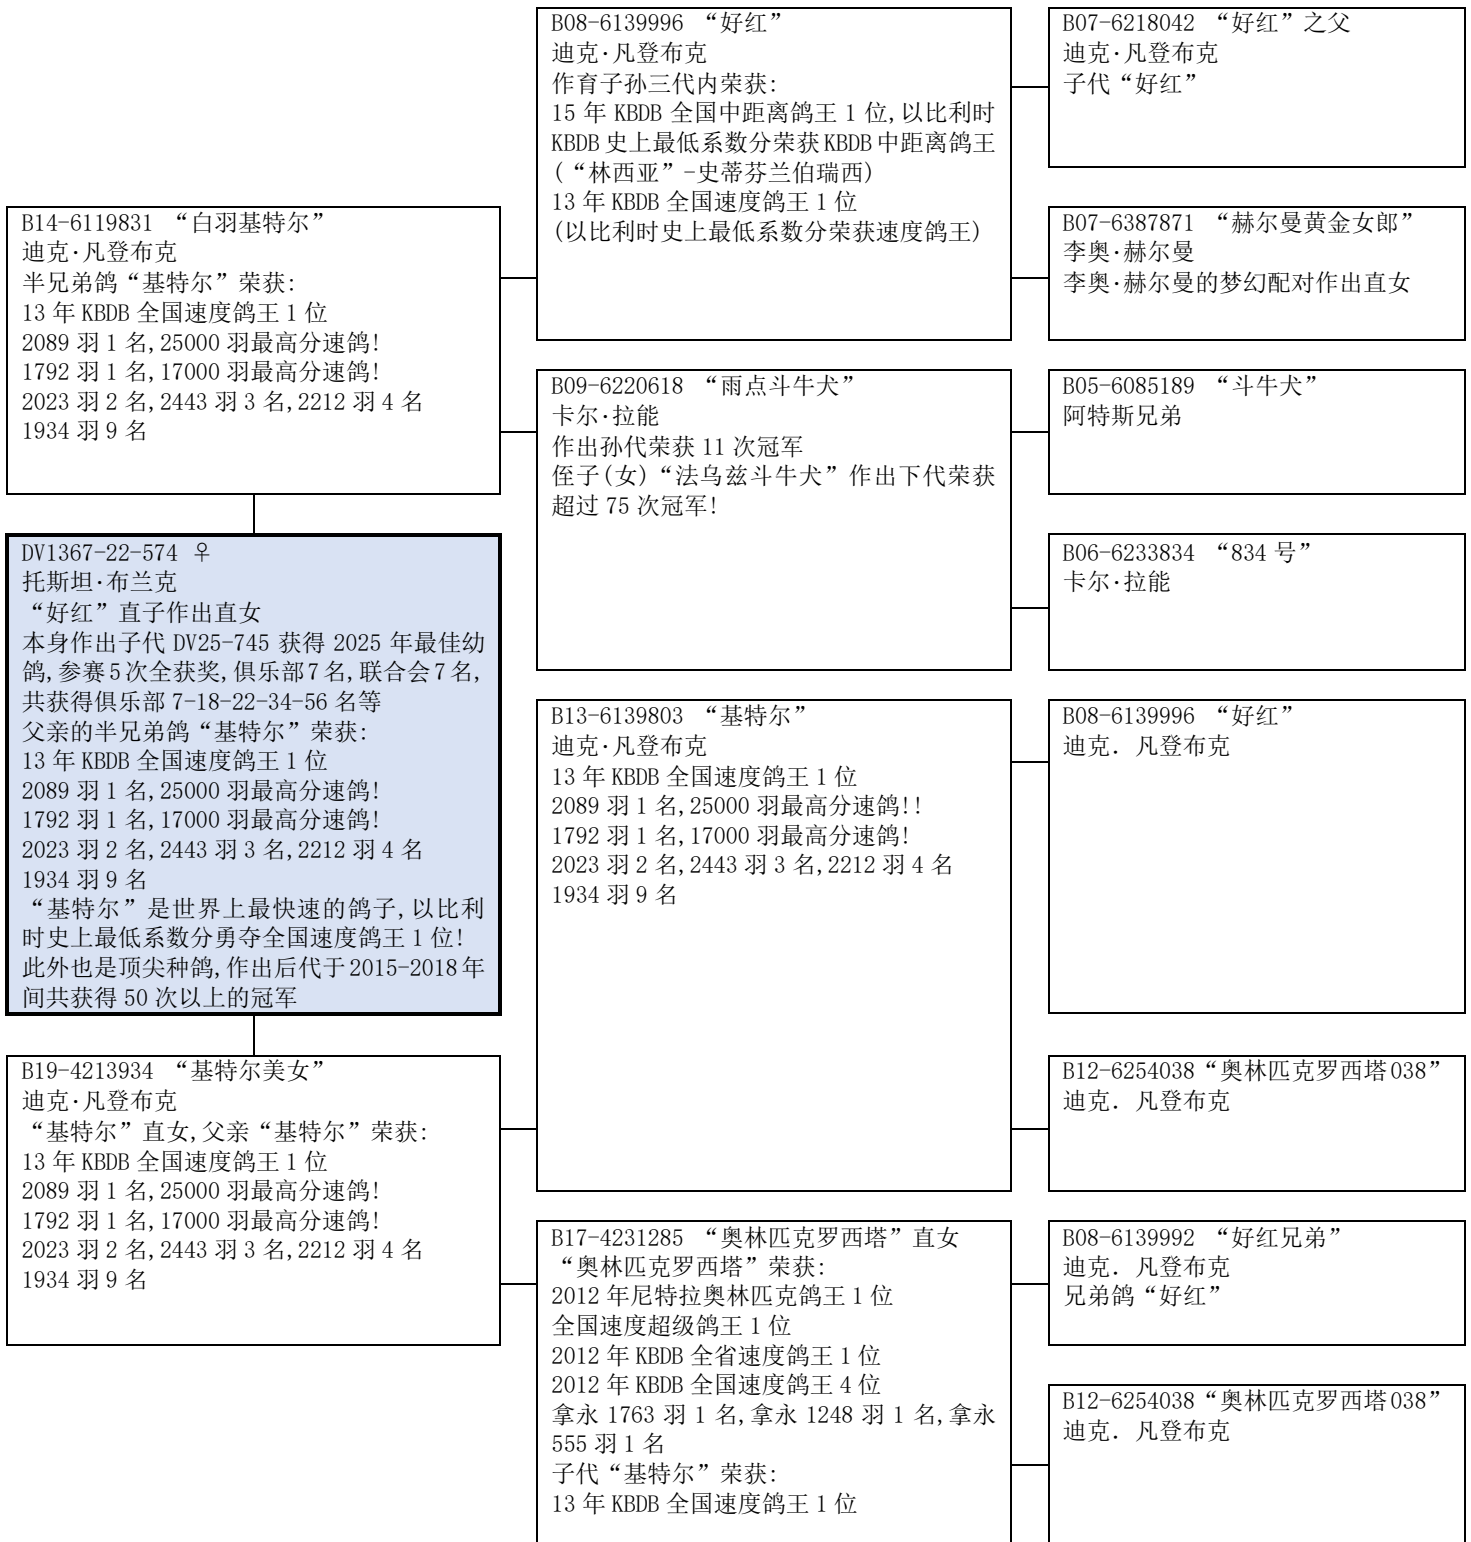 B14-6119831 “白羽基特尔”
迪克·凡登布克
半兄弟鸽“基特尔”荣获:
13 年 KBDB 全国速度鸽王 1 位
2089 羽 1 名,25000 羽最高分速鸽!
1792 羽 1 名,17000 羽最高分速鸽!
2023 羽 2 名,2443 羽 3 名,2212 羽 4 名
1934 羽 9 名
DV1367-22-574 ♀
托斯坦·布兰克
“好红”直子作出直女
本身作出子代 DV25-745 获得 2025 年最佳幼
鸽,参赛 5 次全获奖,俱乐部 7 名,联合会 7 名,
共获得俱乐部 7-18-22-34-56 名等
父亲的半兄弟鸽“基特尔”荣获:
13 年 KBDB 全国速度鸽王 1 位
2089 羽 1 名,25000 羽最高分速鸽!
1792 羽 1 名,17000 羽最高分速鸽!
2023 羽 2 名,2443 羽 3 名,2212 羽 4 名
1934 羽 9 名
“基特尔”是世界上最快速的鸽子,以比利
时史上最低系数分勇夺全国速度鸽王 1 位!
此外也是顶尖种鸽,作出后代于 2015-2018 年
间共获得 50 次以上的冠军
B19-4213934 “基特尔美女”
迪克·凡登布克
“基特尔”直女,父亲“基特尔”荣获:
13 年 KBDB 全国速度鸽王 1 位
2089 羽 1 名,25000 羽最高分速鸽!
1792 羽 1 名,17000 羽最高分速鸽!
2023 羽 2 名,2443 羽 3 名,2212 羽 4 名
1934 羽 9 名
B08-6139996 “好红”
迪克·凡登布克
作育子孙三代内荣获:
15 年 KBDB 全国中距离鸽王 1 位,以比利时
KBDB 史上最低系数分荣获 KBDB 中距离鸽王
(“林西亚”-史蒂芬兰伯瑞西)
13 年 KBDB 全国速度鸽王 1 位
(以比利时史上最低系数分荣获速度鸽王)
B09-6220618 “雨点斗牛犬”
卡尔·拉能
作出孙代荣获 11 次冠军
侄子(女)“法乌兹斗牛犬”作出下代荣获
超过 75 次冠军!
B13-6139803 “基特尔”
迪克·凡登布克
13 年 KBDB 全国速度鸽王 1 位
2089 羽 1 名,25000 羽最高分速鸽!!
1792 羽 1 名,17000 羽最高分速鸽!
2023 羽 2 名,2443 羽 3 名,2212 羽 4 名
1934 羽 9 名
B17-4231285 “奥林匹克罗西塔”直女
“奥林匹克罗西塔”荣获:
2012 年尼特拉奥林匹克鸽王 1 位
全国速度超级鸽王 1 位
2012 年 KBDB 全省速度鸽王 1 位
2012 年 KBDB 全国速度鸽王 4 位
拿永 1763 羽 1 名,拿永 1248 羽 1 名,拿永
555 羽 1 名
子代“基特尔”荣获:
13 年 KBDB 全国速度鸽王 1 位
B07-6218042 “好红”之父
迪克·凡登布克
子代“好红”
B07-6387871 “赫尔曼黄金女郎”
李奥·赫尔曼
李奥·赫尔曼的梦幻配对作出直女
B05-6085189 “斗牛犬”
阿特斯兄弟
B06-6233834 “834 号”
卡尔·拉能
B08-6139996 “好红”
迪克. 凡登布克
B12-6254038“奥林匹克罗西塔038”
迪克. 凡登布克
B08-6139992 “好红兄弟”
迪克. 凡登布克
兄弟鸽“好红”
B12-6254038“奥林匹克罗西塔038”
迪克. 凡登布克